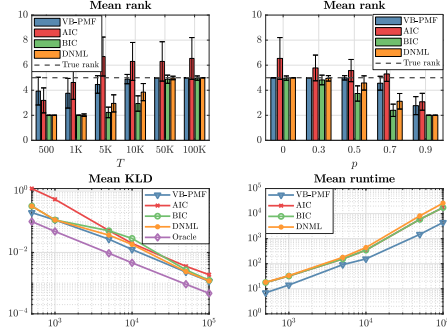 Mean rank
10
8
6
4
2
0
VB-PMF
AIC
BIC
DNML
True rank
500 1K 5K 10K 50K 100K
T
Mean rank
10
8
6
4
2
0
VB-PMF
AIC
BIC
DNML
True rank
0 0.3 0.5 0.7 0.9
p
Mean KLD
10^0
10^-2
10^-4
VB-PMF
AIC
BIC
DNML
Oracle
10^3 10^4 10^5
Mean runtime
10^5
10^4
10^3
10^2
10^1
10^0
VB-PMF
AIC
BIC
DNML
10^3 10^4